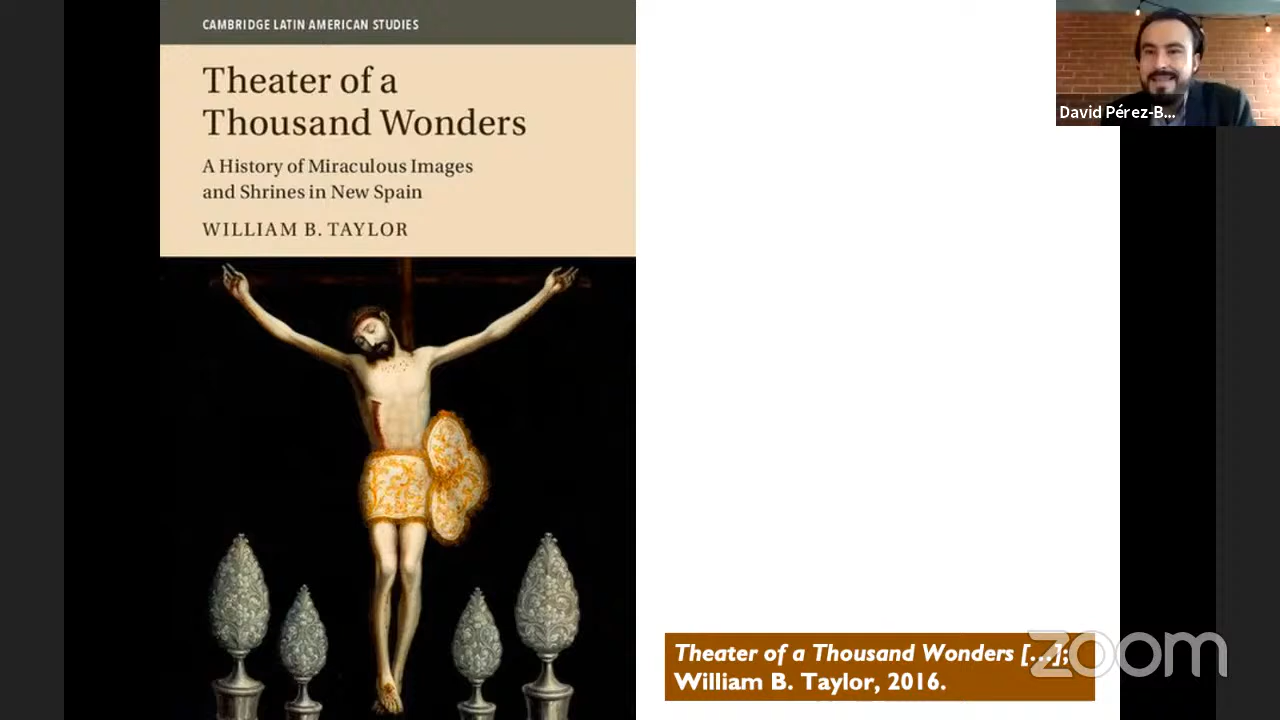 CAMBRIDGE LATIN AMERICAN STUDIES
Theater of a
Thousand Wonders
A History of Miraculous Images
and Shrines in New Spain
WILLIAM B. TAYLOR
David Pérez-B...
Theater of a Thousand Wonders [...];
William B. Taylor, 2016.
zoom